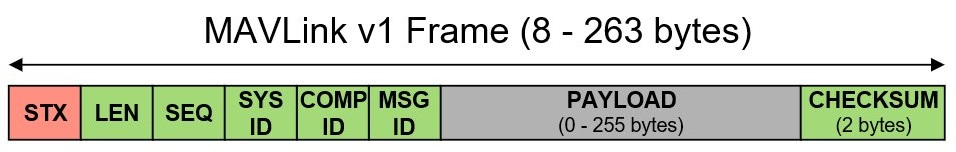 MAVLink v1 Frame (8 - 263 bytes)
STX
LEN
SEQ
SYS
ID
COMP
ID
MSG
ID
PAYLOAD
(0 - 255 bytes)
CHECKSUM
(2 bytes)